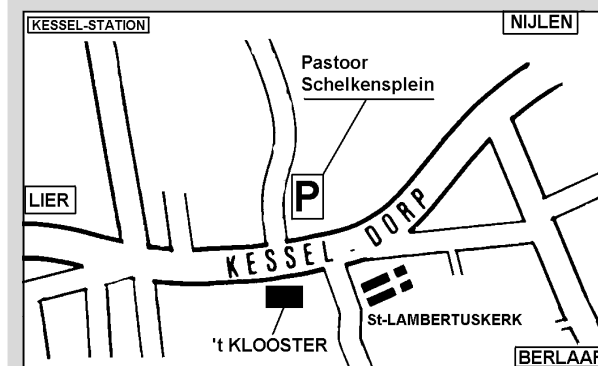 KESSEL-STATION
NIJLEN
Pastoor
Schelkensplein
P
LIER
KESSEL - DORP
St-LAMBERTUSKERK
't KLOOSTER
BERLAAR